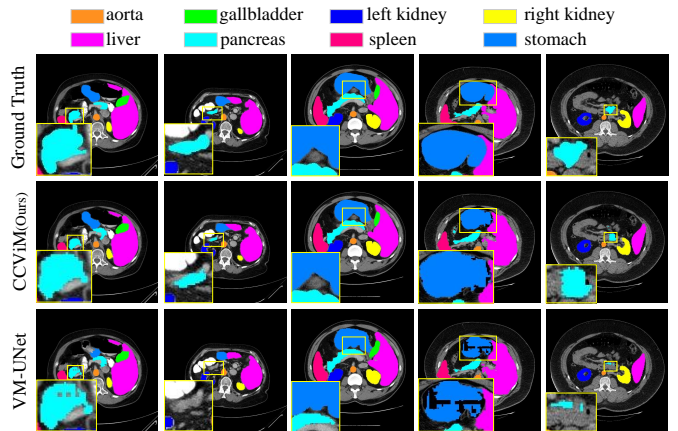 aorta gallbladder left kidney right kidney
liver pancreas spleen stomach
Ground Truth
CCViM(Ours)
VM-UNet